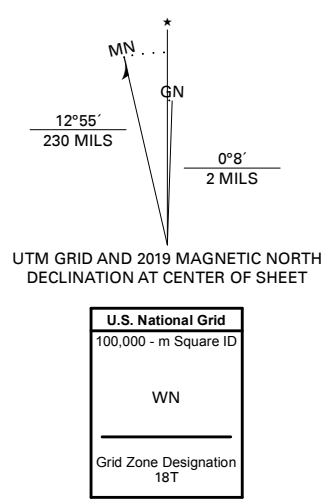 ★
MN
GN
12°55´
230 MILS
0°8´
2 MILS
UTM GRID AND 2019 MAGNETIC NORTH
DECLINATION AT CENTER OF SHEET
U.S. National Grid
100,000 - m Square ID
WN
Grid Zone Designation
18T